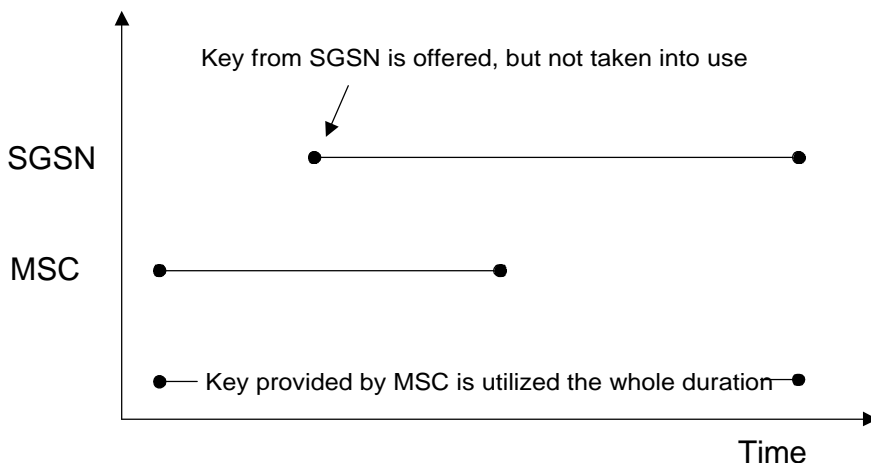 Key from SGSN is offered, but not taken into use
SGSN
MSC
Key provided by MSC is utilized the whole duration
Time